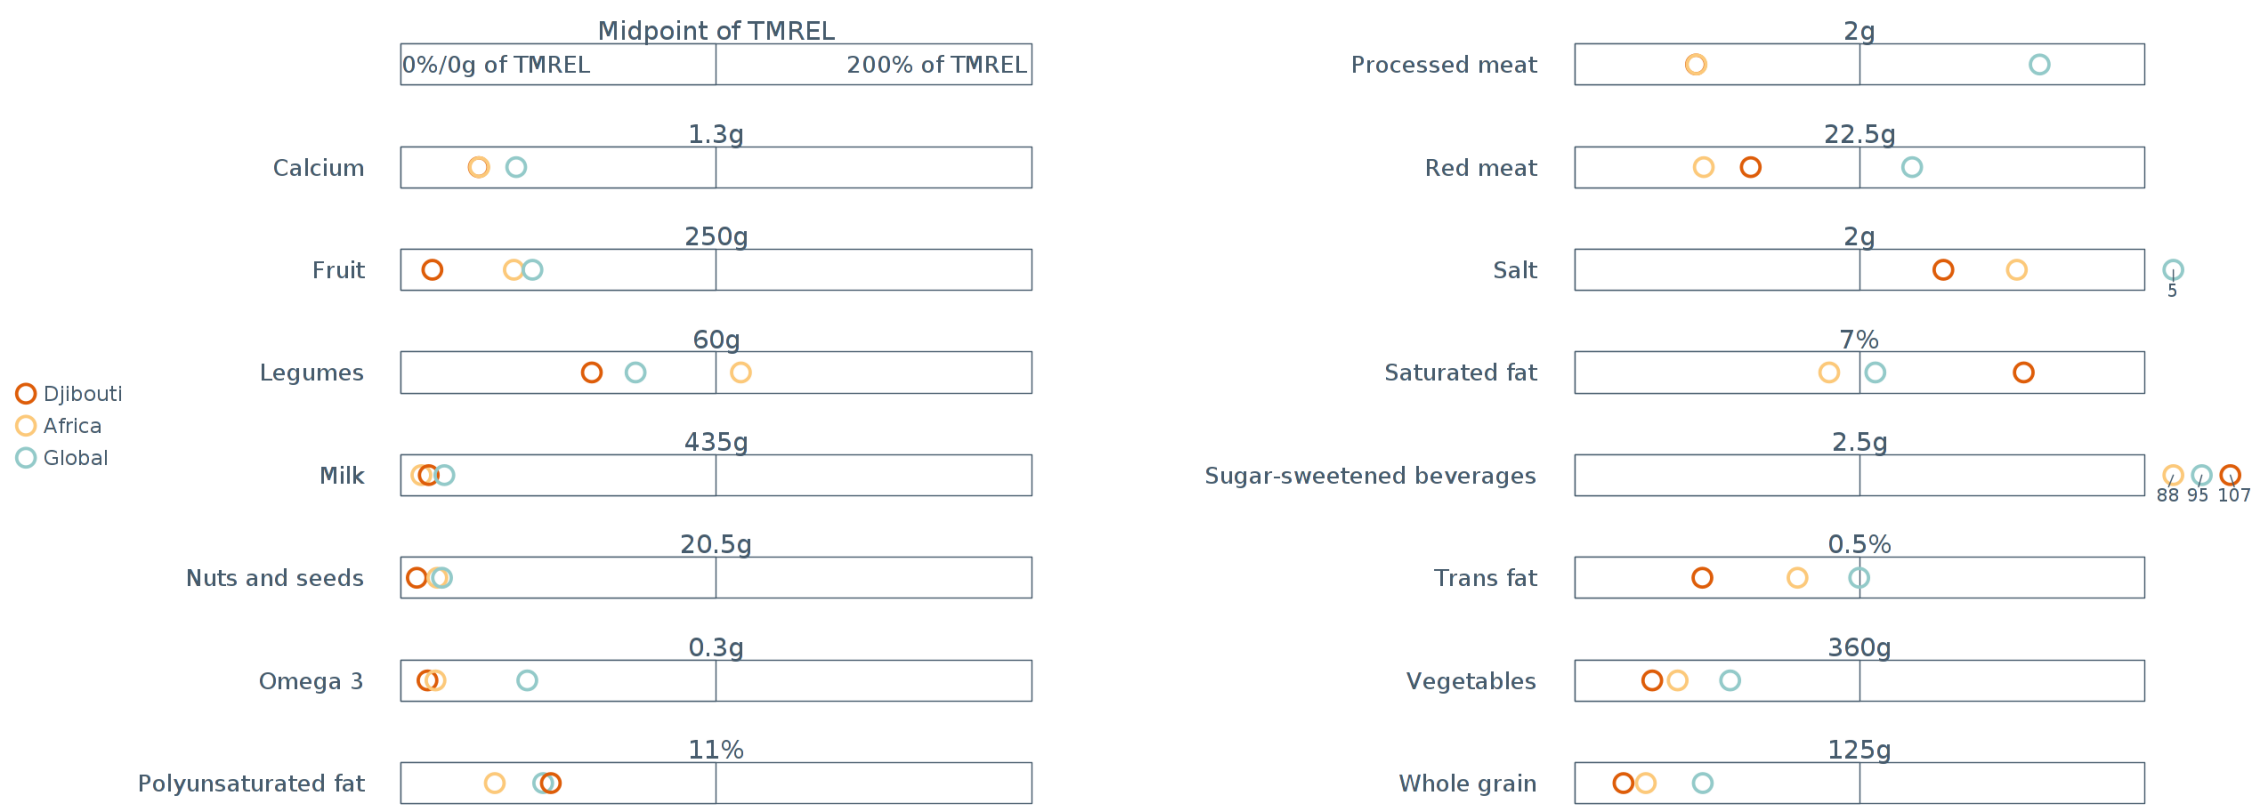 Midpoint of TMREL
0%/0g of TMREL
200% of TMREL
1.3g
Calcium
250g
Fruit
60g
Legumes
435g
Milk
20.5g
Nuts and seeds
0.3g
Omega 3
11%
Polyunsaturated fat
Djibouti
Africa
Global
2g
Processed meat
22.5g
Red meat
2g
Salt
5
7%
Saturated fat
2.5g
Sugar-sweetened beverages
88 95 107
0.5%
Trans fat
360g
Vegetables
125g
Whole grain